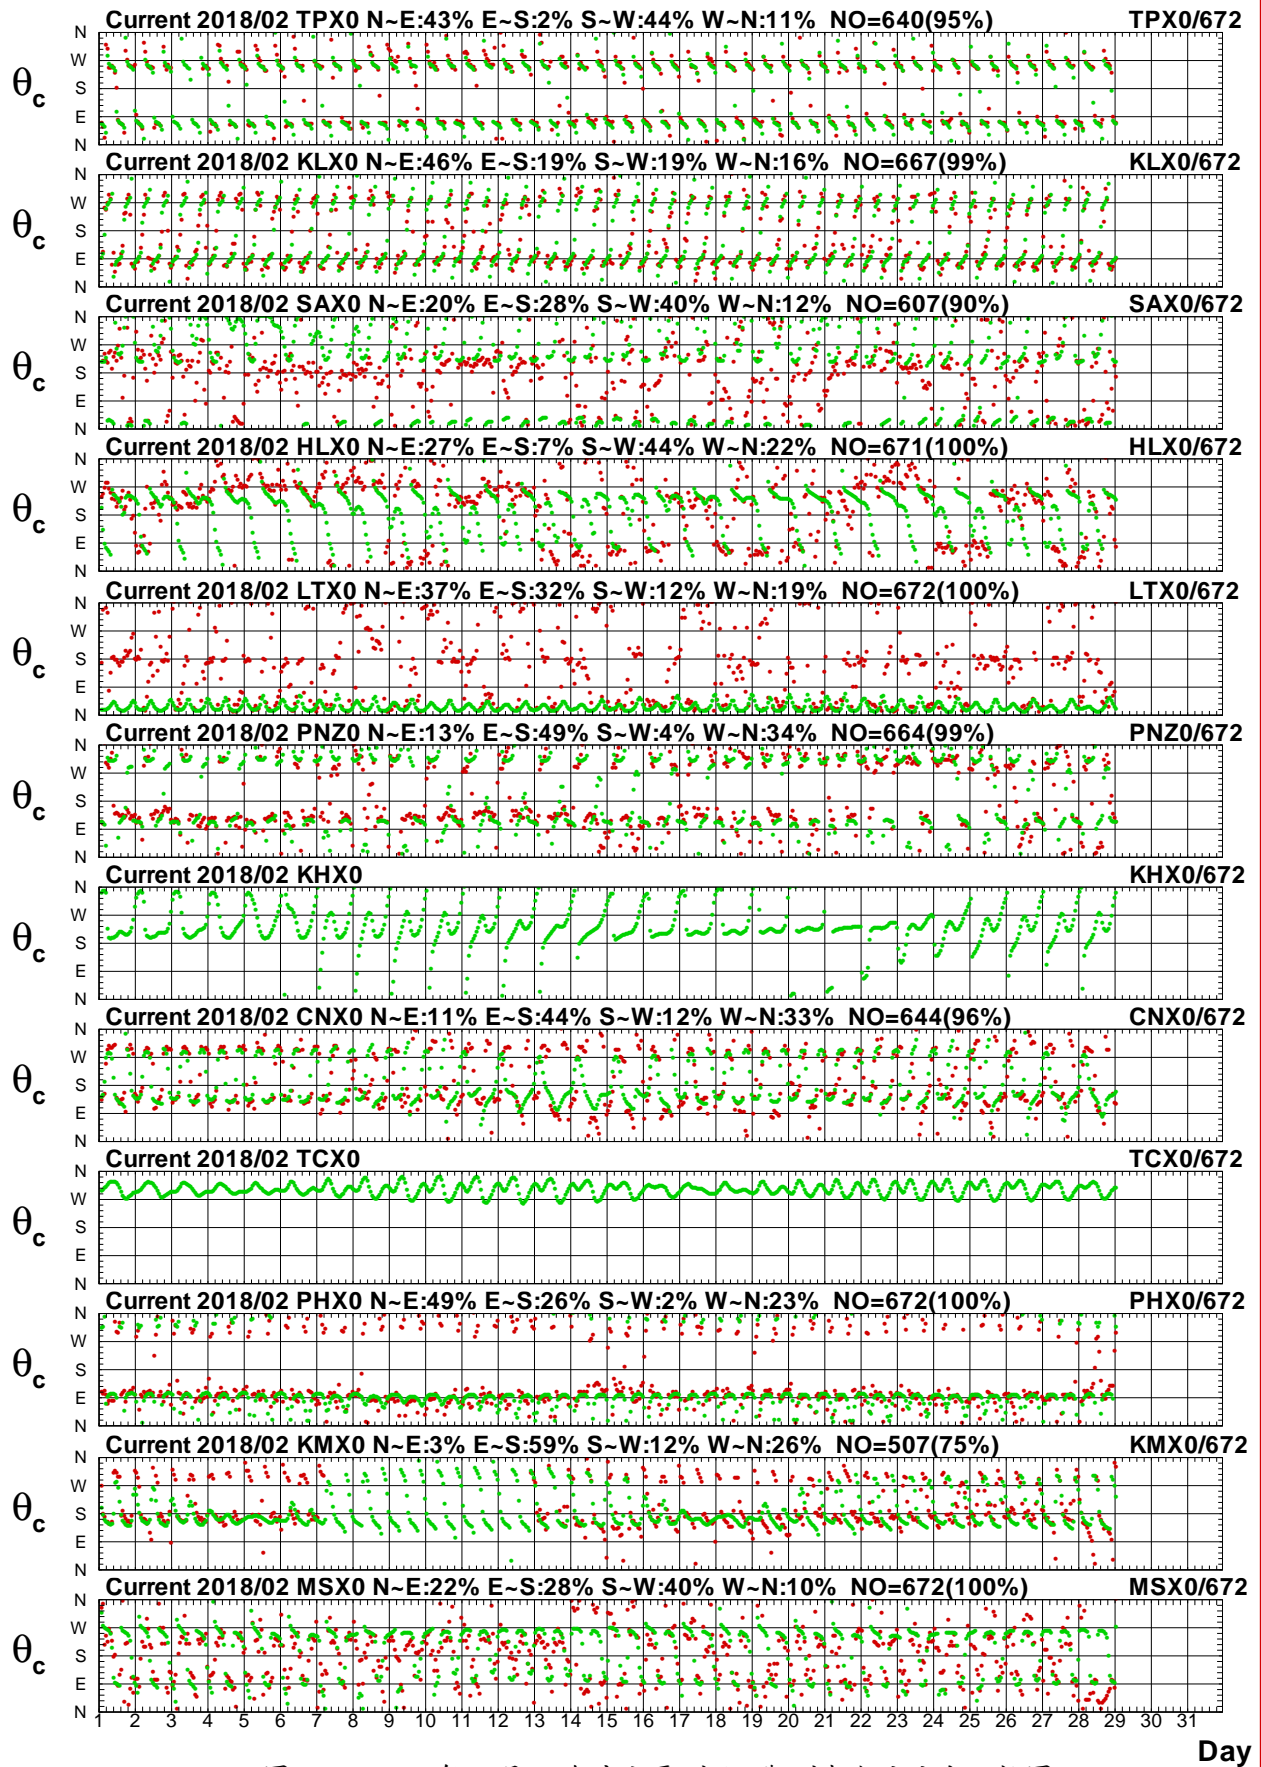 Current 2018/02 TPX0 N~E:43% E~S:2% S~W:44% W~N:11% NO=640(95%) TPX0/672
N
W
θc S
E
N
Current 2018/02 KLX0 N~E:46% E~S:19% S~W:19% W~N:16% NO=667(99%) KLX0/672
N
W
θc S
E
N
Current 2018/02 SAX0 N~E:20% E~S:28% S~W:40% W~N:12% NO=607(90%) SAX0/672
N
W
θc S
E
N
Current 2018/02 HLX0 N~E:27% E~S:7% S~W:44% W~N:22% NO=671(100%) HLX0/672
N
W
θc S
E
N
Current 2018/02 LTX0 N~E:37% E~S:32% S~W:12% W~N:19% NO=672(100%) LTX0/672
N
W
θc S
E
N
Current 2018/02 PNZ0 N~E:13% E~S:49% S~W:4% W~N:34% NO=664(99%) PNZ0/672
N
W
θc S
E
N
Current 2018/02 KHX0 KHX0/672
N
W
θc S
E
N
Current 2018/02 CNX0 N~E:11% E~S:44% S~W:12% W~N:33% NO=644(96%) CNX0/672
N
W
θc S
E
N
Current 2018/02 TCX0 TCX0/672
N
W
θc S
E
N
Current 2018/02 PHX0 N~E:49% E~S:26% S~W:2% W~N:23% NO=672(100%) PHX0/672
N
W
θc S
E
N
Current 2018/02 KMX0 N~E:3% E~S:59% S~W:12% W~N:26% NO=507(75%) KMX0/672
N
W
θc S
E
N
Current 2018/02 MSX0 N~E:22% E~S:28% S~W:40% W~N:10% NO=672(100%) MSX0/672
N
W
θc S
E
N
1 2 3 4 5 6 7 8 9 10 11 12 13 14 15 16 17 18 19 20 21 22 23 24 25 26 27 28 29 30 31
Day